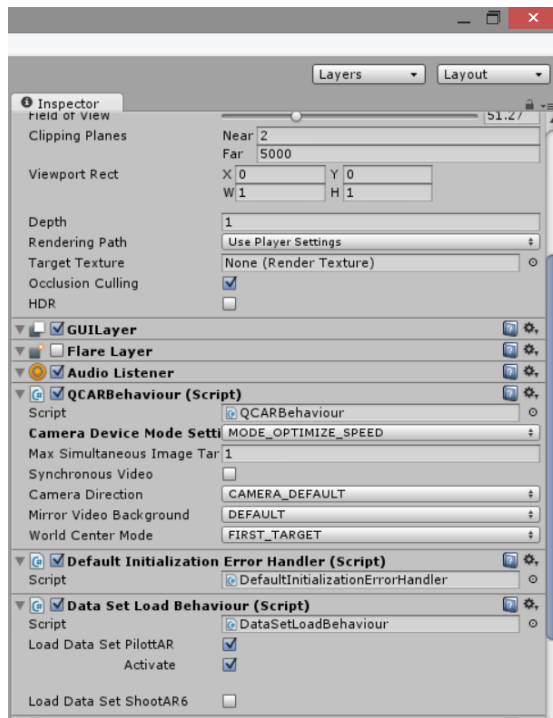 Layers
Layout
Inspector
Field of View 51.27
Clipping Planes Near 2
Far 5000
Viewport Rect X 0 Y 0
W 1 H 1
Depth 1
Rendering Path Use Player Settings
Target Texture None (Render Texture)
Occlusion Culling
HDR
GUILayer
Flare Layer
Audio Listener
QCARBehaviour (Script)
Script QCARBehaviour
Camera Device Mode Setti MODE_OPTIMIZE_SPEED
Max Simultaneous Image Tar 1
Synchronous Video
Camera Direction CAMERA_DEFAULT
Mirror Video Background DEFAULT
World Center Mode FIRST_TARGET
Default Initialization Error Handler (Script)
Script DefaultInitializationErrorHandler
Data Set Load Behaviour (Script)
Script DataSetLoadBehaviour
Load Data Set PilottAR
Activate
Load Data Set ShootAR6